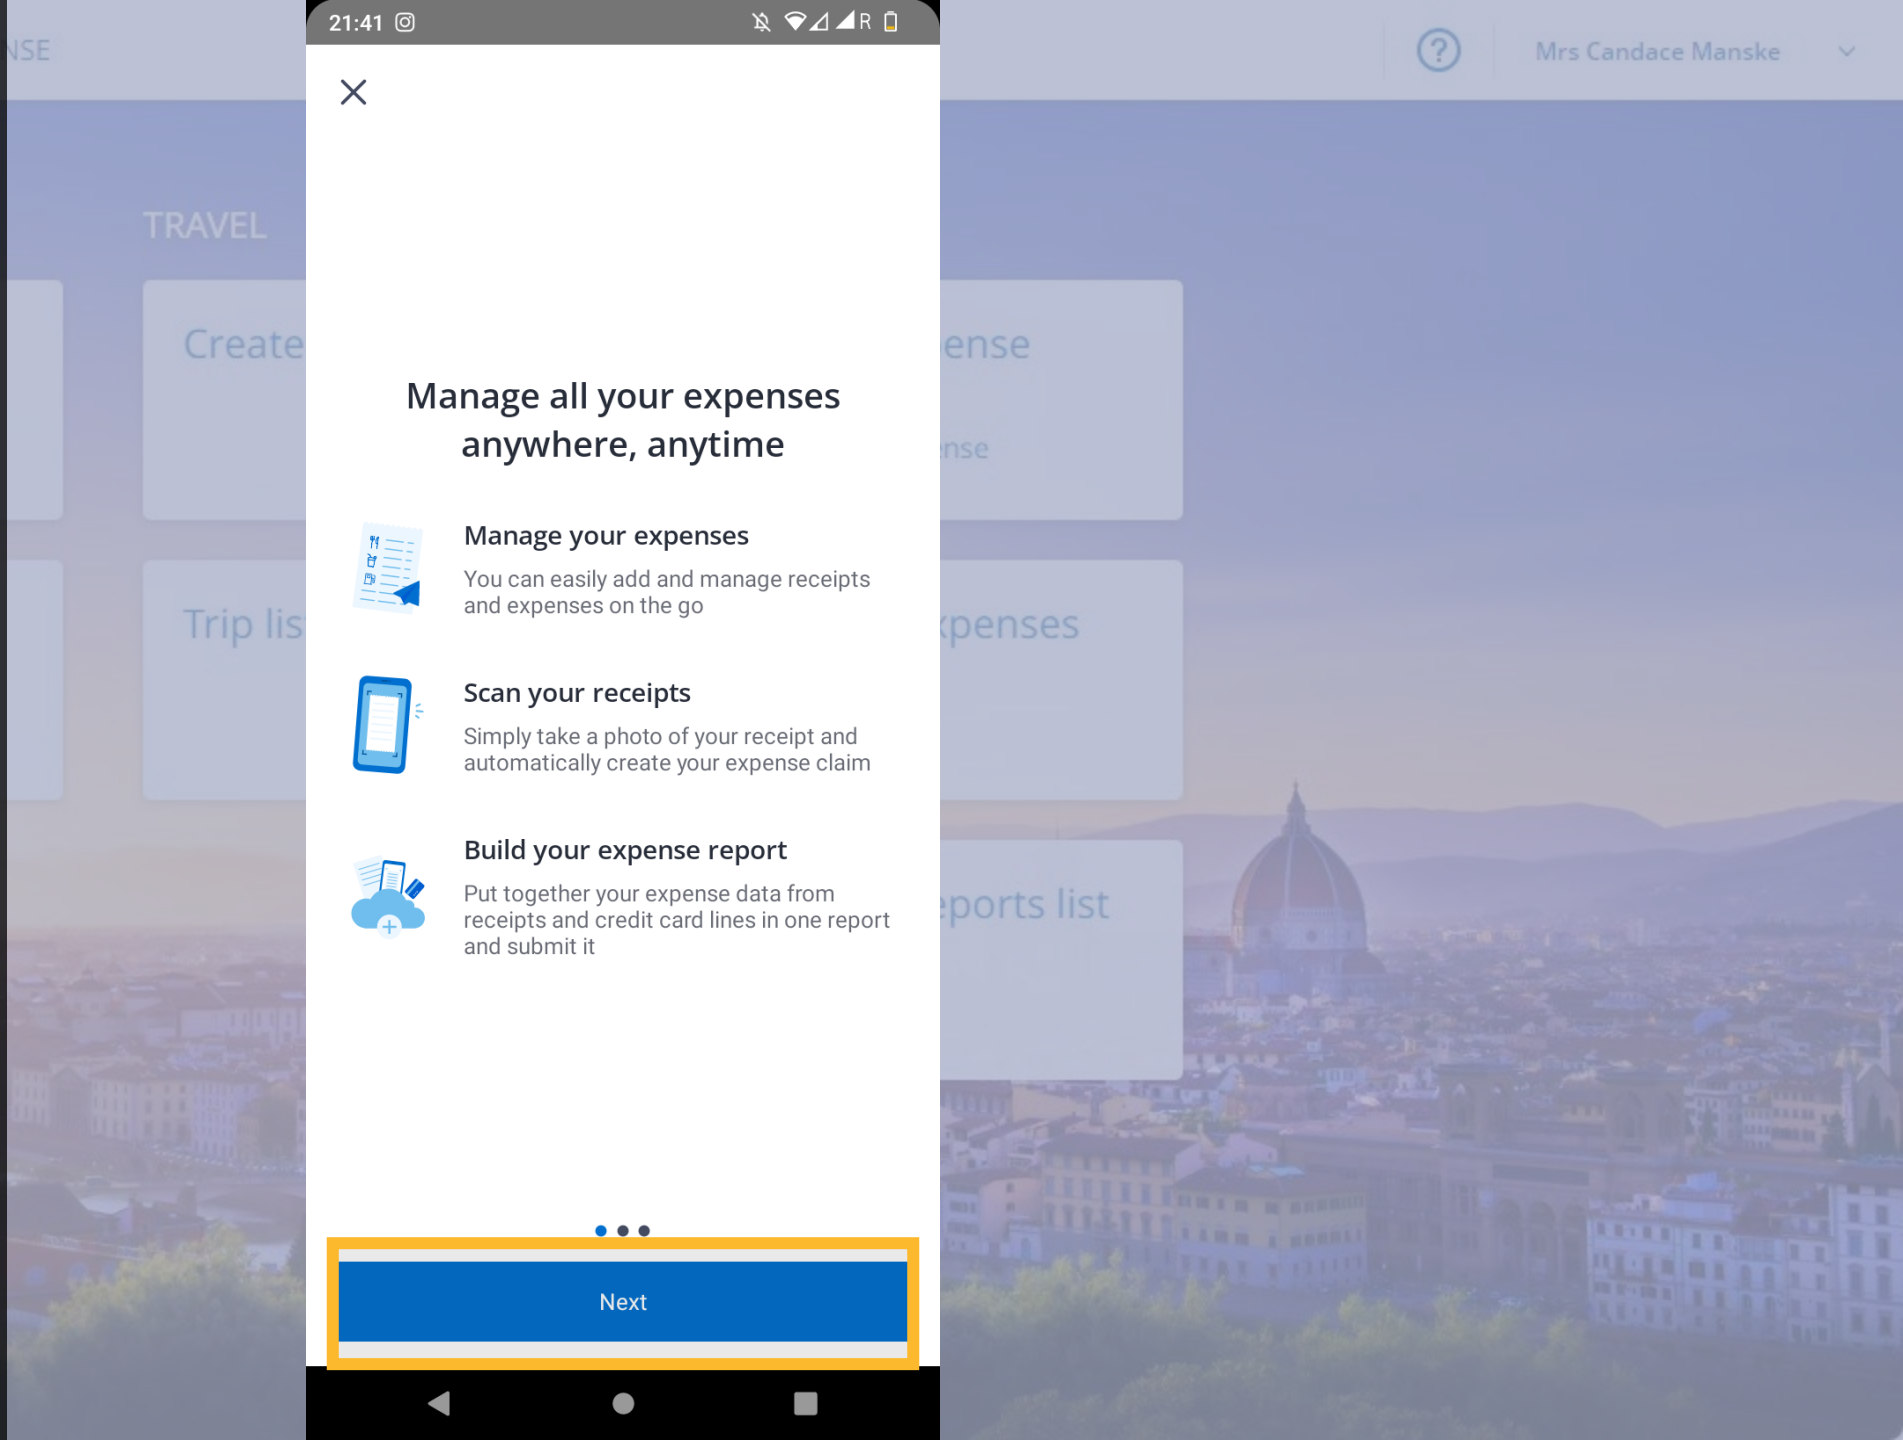 NSE
Mrs Candace Manske
TRAVEL
Create
ense
ense
Trip lis
xpenses
eports list
21:41
R
Manage all your expenses
anywhere, anytime
Manage your expenses
You can easily add and manage receipts
and expenses on the go
Scan your receipts
Simply take a photo of your receipt and
automatically create your expense claim
Build your expense report
Put together your expense data from
receipts and credit card lines in one report
and submit it
Next